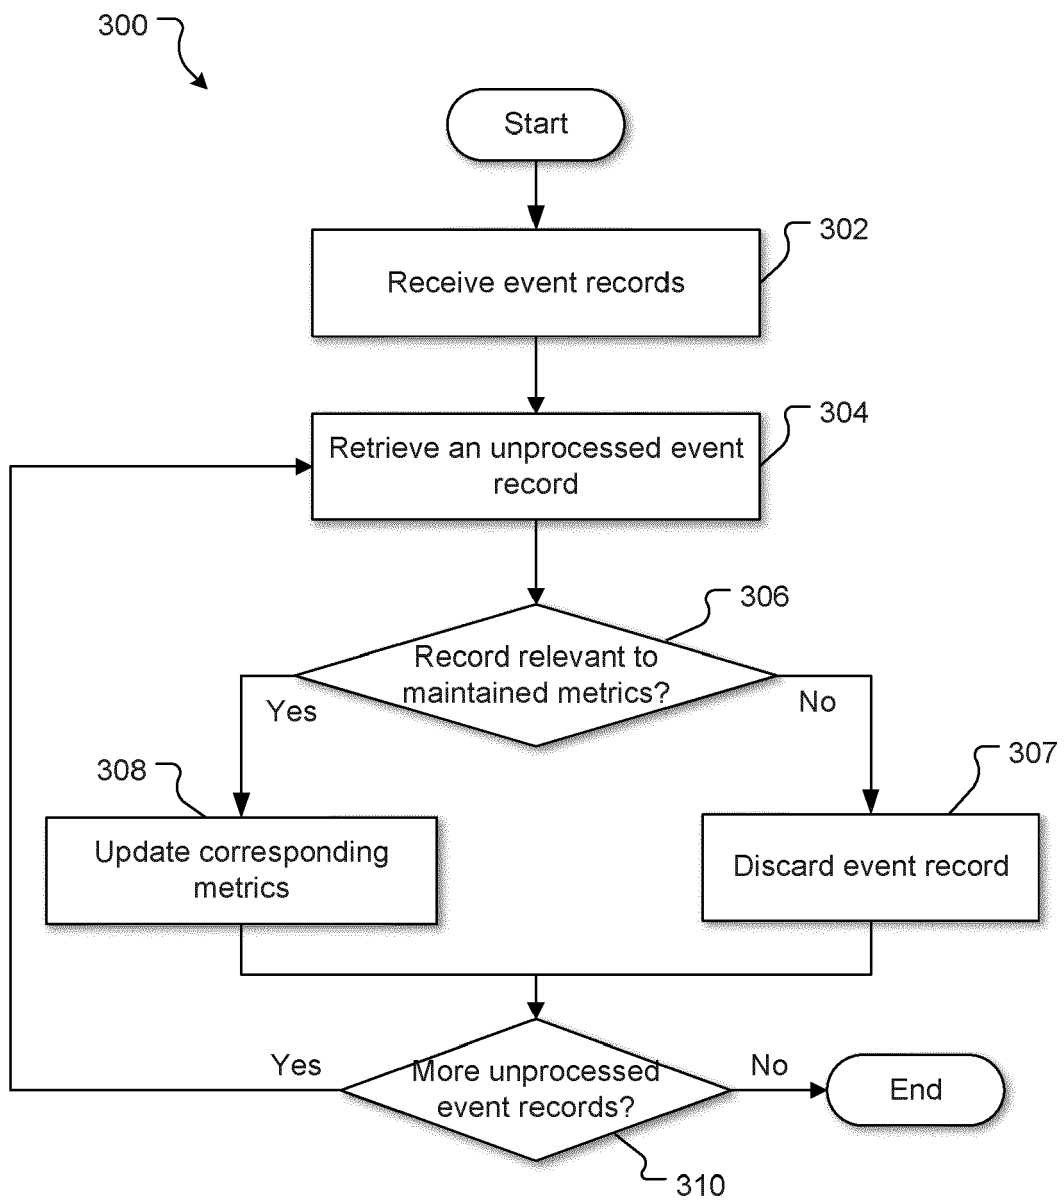 300
Start
302
Receive event records
304
Retrieve an unprocessed event
record
306
Record relevant to
maintained metrics?
Yes
No
308
307
Update corresponding
metrics
Discard event record
Yes
More unprocessed
event records?
No
End
310